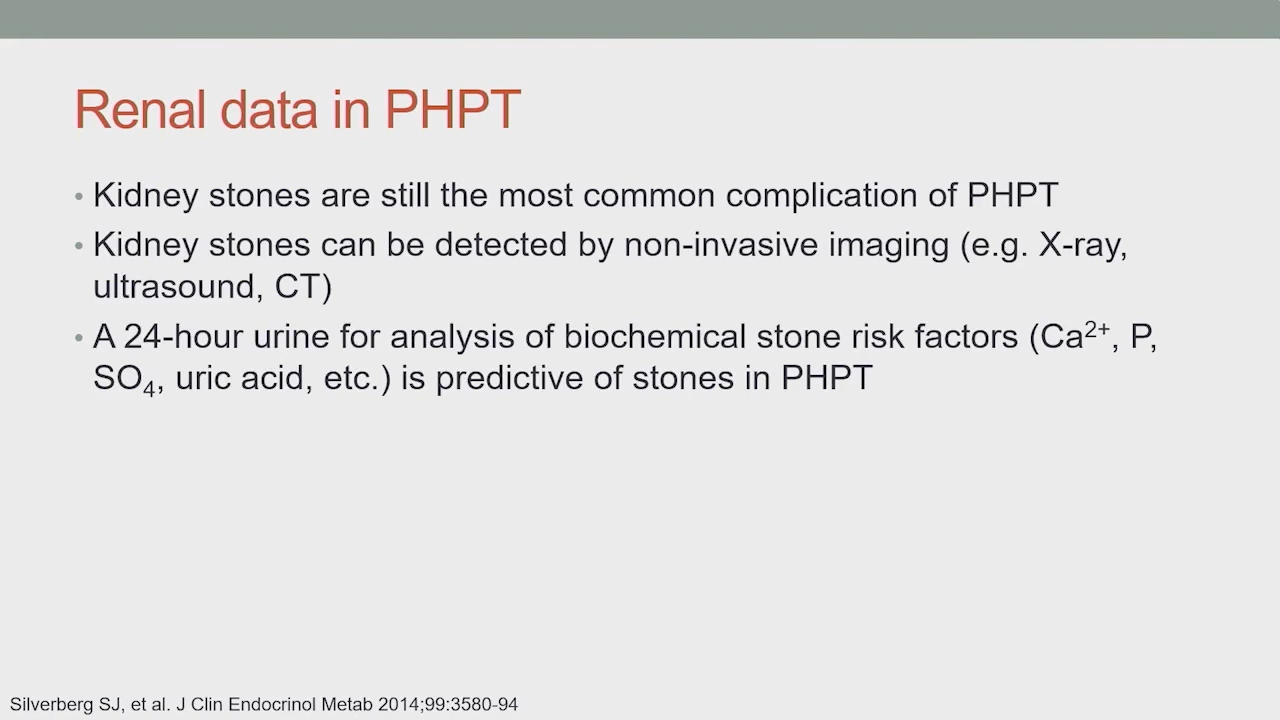 Renal data in PHPT
• Kidney stones are still the most common complication of PHPT
• Kidney stones can be detected by non-invasive imaging (e.g. X-ray,
ultrasound, CT)
• A 24-hour urine for analysis of biochemical stone risk factors (Ca²⁺, P,
SO₄, uric acid, etc.) is predictive of stones in PHPT
Silverberg SJ, et al. J Clin Endocrinol Metab 2014;99:3580-94